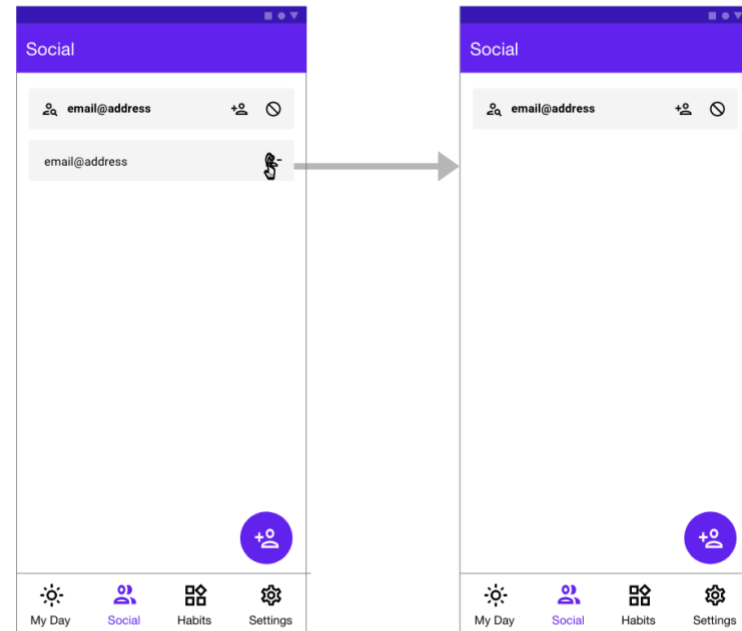 Social
email@address
email@address
My Day Social Habits Settings
Social
email@address
My Day Social Habits Settings